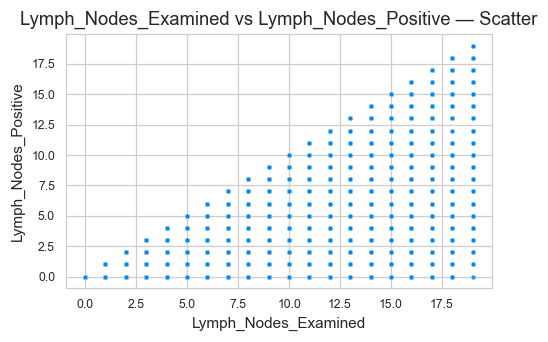 Lymph_Nodes_Examined vs Lymph_Nodes_Positive — Scatter
17.5
15.0
12.5
10.0
7.5
5.0
2.5
0.0
Lymph_Nodes_Positive
0.0 2.5 5.0 7.5 10.0 12.5 15.0 17.5
Lymph_Nodes_Examined